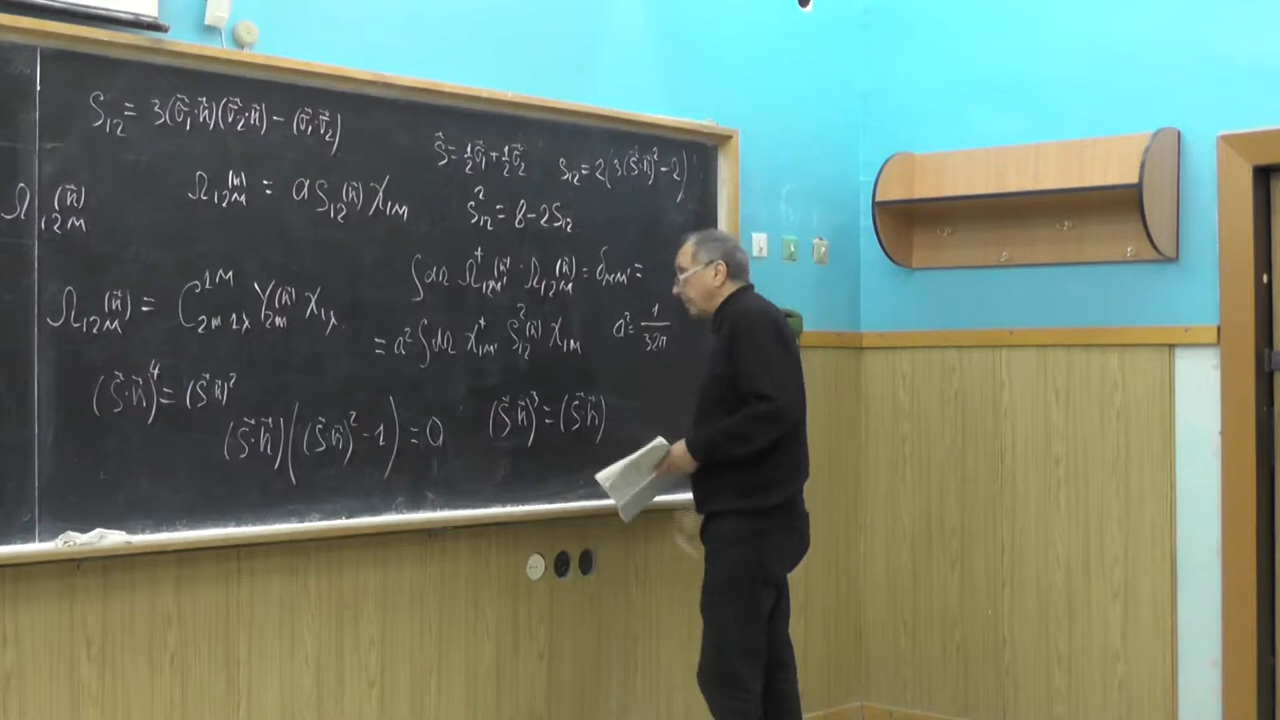 S₁₂ = 3(σ⃗₁·n⃗)(σ⃗₂·n⃗) − (σ⃗₁·σ⃗₂)
Ŝ⃗ = ½σ⃗₁ + ½σ⃗₂
S₁₂ = 2(3(S⃗·n⃗)² − 2)
Ω₁₂M(n⃗)
Ω₁₂M(n⃗) = a S₁₂(n⃗) χ₁M
S₁₂² = 8 − 2S₁₂
∫dΩ Ω⁺₁₂M'(n⃗) · Ω₁₂M(n⃗) = δMM' =
Ω₁₂M(n⃗) = C^{1M}_{2m 1λ} Y₂m(n⃗) χ₁λ
= a² ∫dΩ χ⁺₁M' S₁₂²(n⃗) χ₁M
a² = 1/32π
(S⃗·n⃗)⁴ = (S⃗·n⃗)²
(S⃗·n⃗)((S⃗·n⃗)² − 1) = 0
(S⃗·n⃗)³ = (S⃗·n⃗)